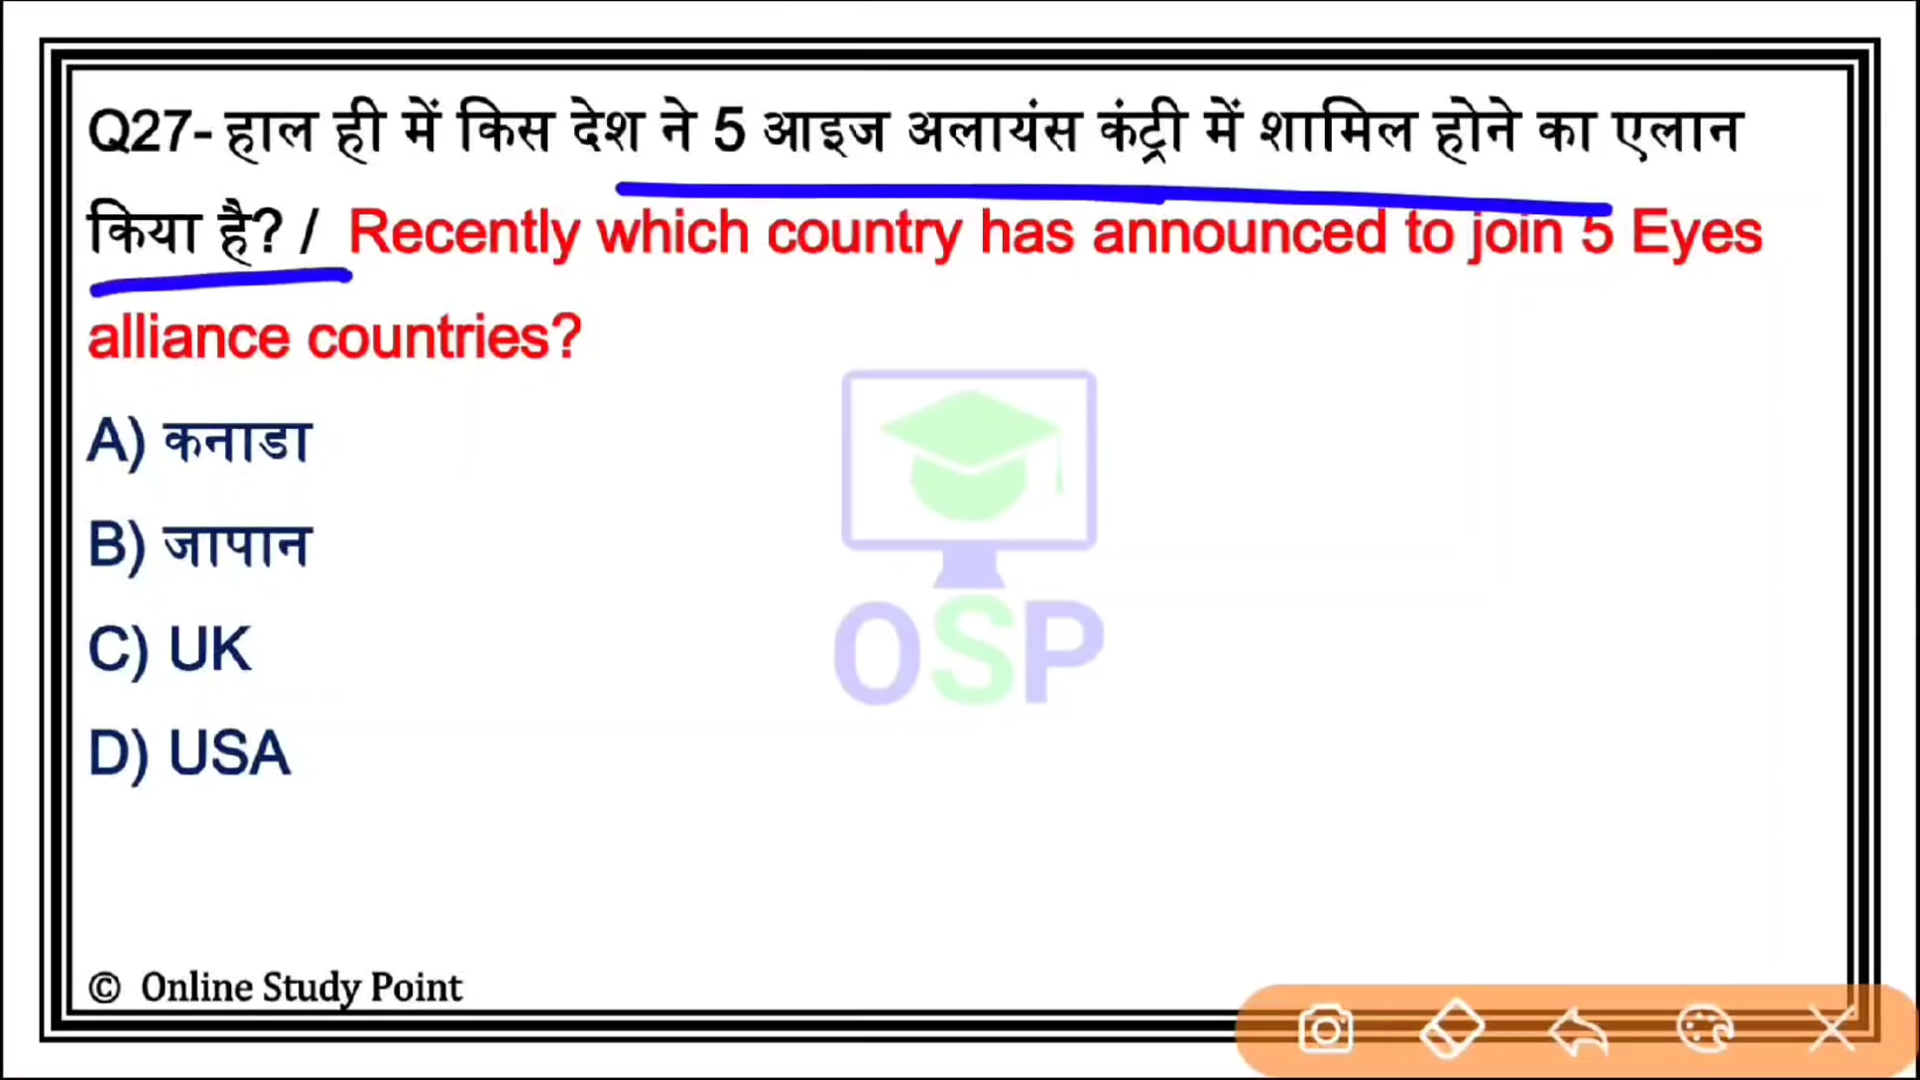 Q27- हाल ही में किस देश ने 5 आइज अलायंस कंट्री में शामिल होने का एलान
किया है? / Recently which country has announced to join 5 Eyes
alliance countries?
A) कनाडा
B) जापान
C) UK
D) USA
OSP
© Online Study Point